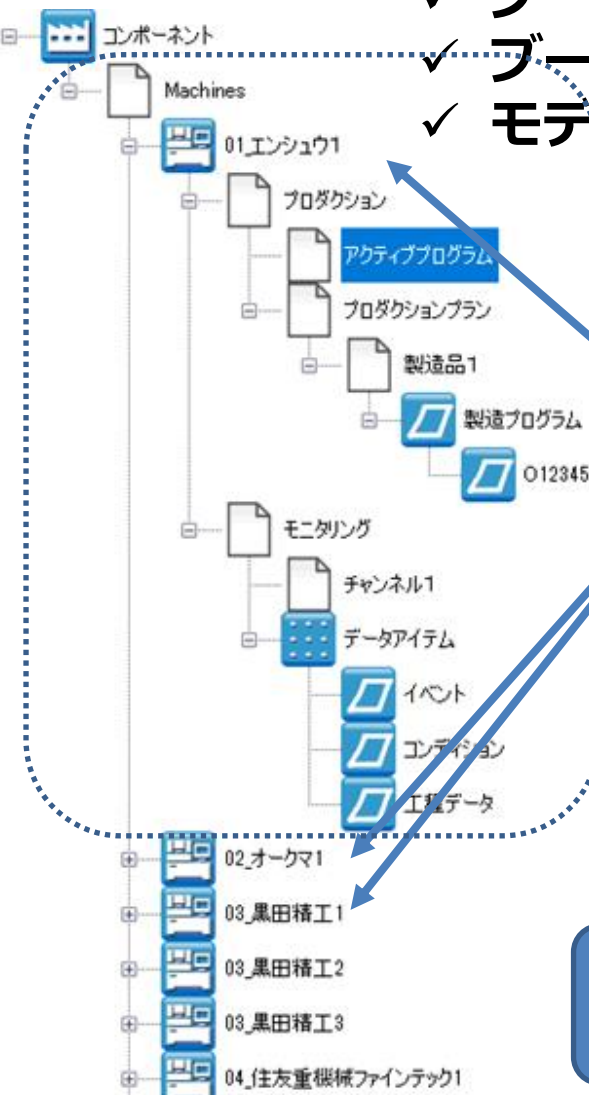 コンポーネント
Machines
01_エンシュウ1
プロダクション
アクティブプログラム
プロダクションプラン
製造品1
製造プログラム
O12345
モニタリング
チャンネル1
データアイテム
イベント
コンディション
工程データ
02_オークマ1
03_黒田精工1
03_黒田精工2
03_黒田精工3
04_住友重機械ファインテック1
✓ ブー
✓ モデ